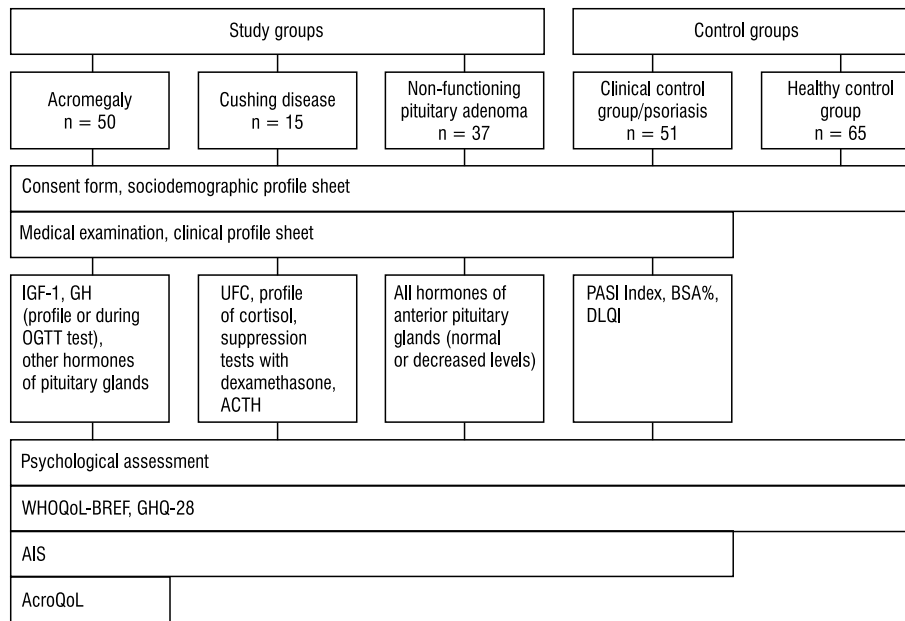 Study groups
Control groups
Acromegaly
n = 50
Cushing disease
n = 15
Non-functioning
pituitary adenoma
n = 37
Clinical control
group/psoriasis
n = 51
Healthy control
group
n = 65
Consent form, sociodemographic profile sheet
Medical examination, clinical profile sheet
IGF-1, GH
(profile or during
OGTT test),
other hormones
of pituitary glands
UFC, profile
of cortisol,
suppression
tests with
dexamethasone,
ACTH
All hormones of
anterior pituitary
glands (normal
or decreased levels)
PASI Index, BSA%,
DLQI
Psychological assessment
WHOQoL-BREF, GHQ-28
AIS
AcroQoL